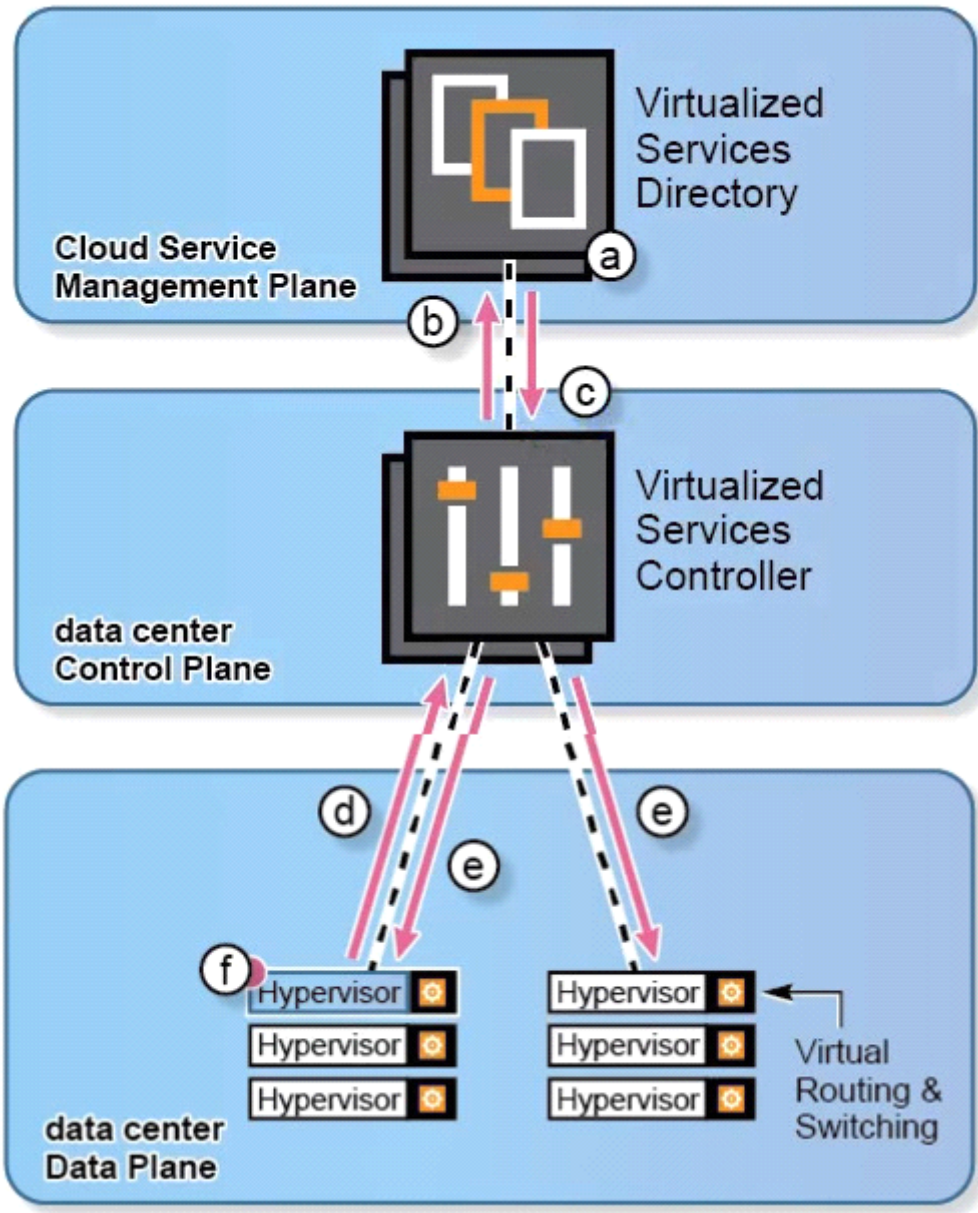 Virtualized
Services
Directory
a
Cloud Service
Management Plane
b
c
Virtualized
Services
Controller
data center
Control Plane
d
e
e
f
Hypervisor
Hypervisor
Hypervisor
Hypervisor
Hypervisor
Hypervisor
Virtual
Routing &
Switching
data center
Data Plane